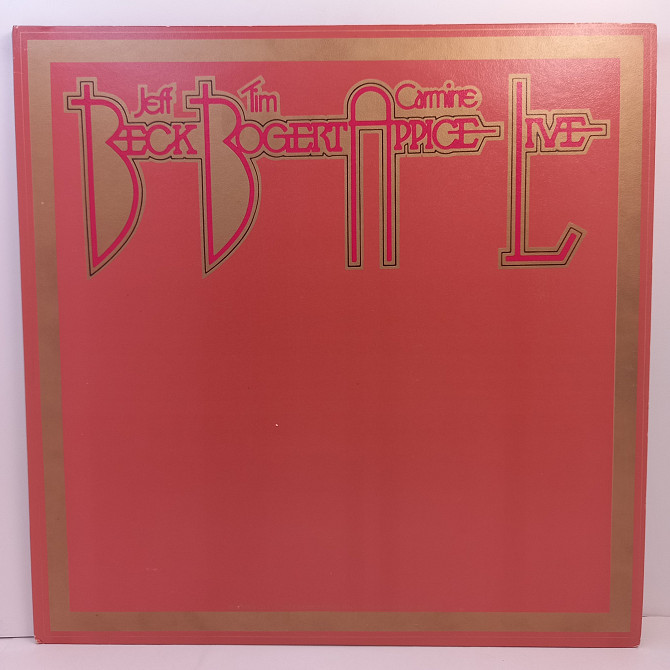 Jeff Tim Carmine
BECK BOGERT APPICE LIVE